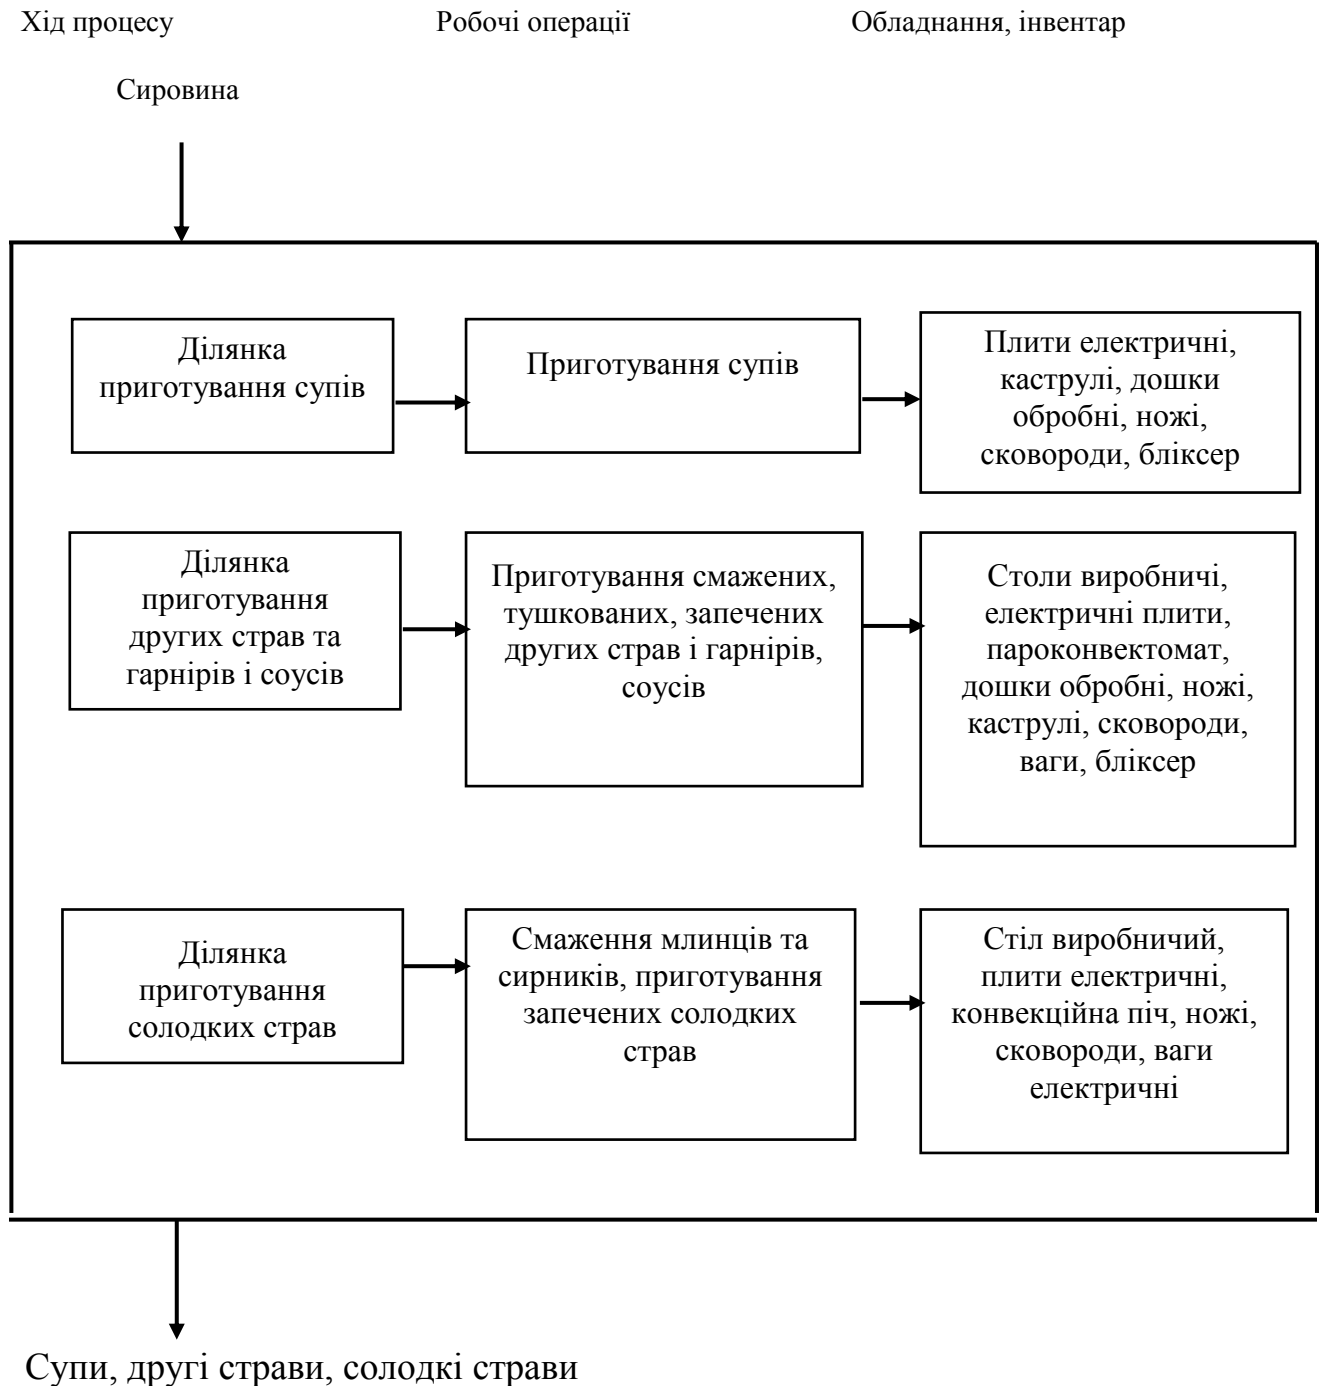 Хід процесу
Робочі операції
Обладнання, інвентар
Сировина
Ділянка
приготування супів
Приготування супів
Плити електричні,
каструлі, дошки
обробні, ножі,
сковороди, бліксер
Ділянка
приготування
других страв та
гарнірів і соусів
Приготування смажених,
тушкованих, запечених
других страв і гарнірів,
соусів
Столи виробничі,
електричні плити,
пароконвектомат,
дошки обробні, ножі,
каструлі, сковороди,
ваги, бліксер
Ділянка
приготування
солодких страв
Смаження млинців та
сирників, приготування
запечених солодких
страв
Стіл виробничий,
плити електричні,
конвекційна піч, ножі,
сковороди, ваги
електричні
Супи, другі страви, солодкі страви